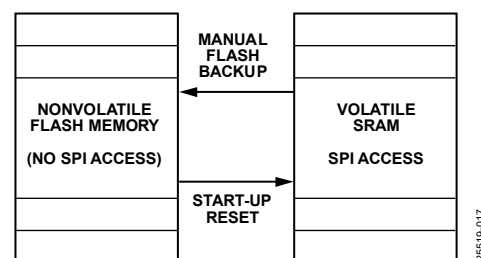 MANUAL
FLASH
BACKUP
NONVOLATILE
FLASH MEMORY
(NO SPI ACCESS)
VOLATILE
SRAM
SPI ACCESS
START-UP
RESET